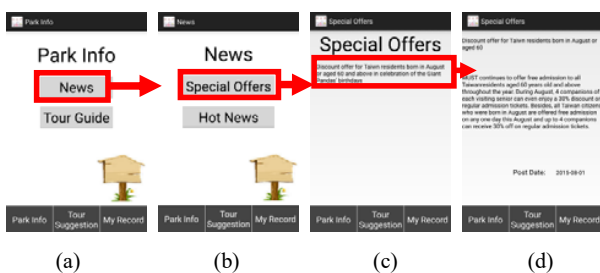 Park Info
Park Info
News
Tour Guide
Park Info
Tour
Suggestion
My Record
(a)
News
News
Special Offers
Hot News
Park Info
Tour
Suggestion
My Record
(b)
Special Offers
Special Offers
Discount offer for Taiwn residents born in August
or aged 60 and above in celebration of the Giant
Pandas' birthdays
Park Info
Tour
Suggestion
My Record
(c)
Special Offers
Discount offer for Taiwn residents born in August or
aged 60
MUST continues to offer free admission to all
Taiwanresidents aged 60 years old and above
throughout the year. During August, 4 companions of
each visiting senior can even enjoy a 30% discount on
regular admission tickets. Besides, all Taiwan citizens
who were born in August are offered free admission
on any one day this August and up to 4 companions
can receive 30% off on regular admission tickets.
Post Date: 2015-08-01
Park Info
Tour
Suggestion
My Record
(d)